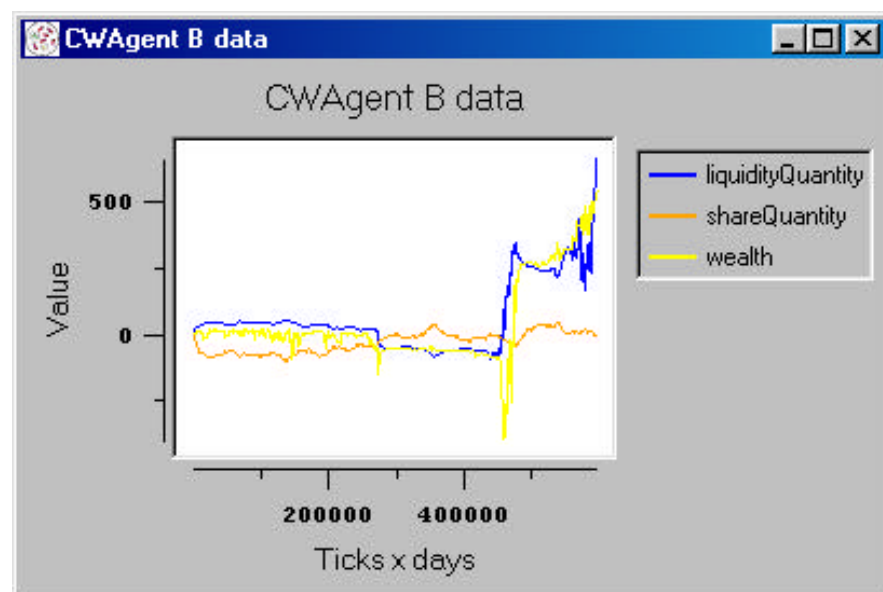 CWAgent B data
CWAgent B data
liquidityQuantity
shareQuantity
wealth
500
0
Value
200000 400000
Ticks x days